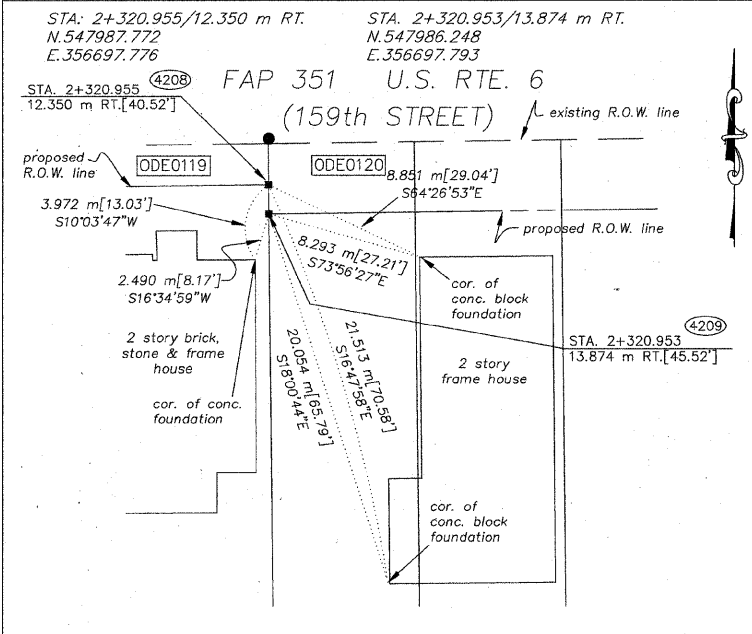 STA: 2+320.955/12.350 m RT.
N.547987.772
E.356697.776
STA. 2+320.953/13.874 m RT.
N.547986.248
E.356697.793
FAP 351 U.S. RTE. 6
(159th STREET)
STA. 2+320.955
4208
12.350 m RT.[40.52']
existing R.O.W. line
proposed
R.O.W. line
ODE0119
ODE0120
8.851 m[29.04']
S64°26'53"E
3.972 m[13.03']
S10°03'47"W
proposed R.O.W. line
8.293 m[27.21']
S73°56'27"E
2.490 m[8.17']
S16°34'59"W
cor. of
conc. block
foundation
2 story brick,
stone & frame
house
20.054 m[65.79']
S18°00'44"E
21.513 m[70.58']
S16°47'58"E
STA. 2+320.953
4209
13.874 m RT.[45.52']
2 story
frame house
cor. of conc.
foundation
cor. of
conc. block
foundation